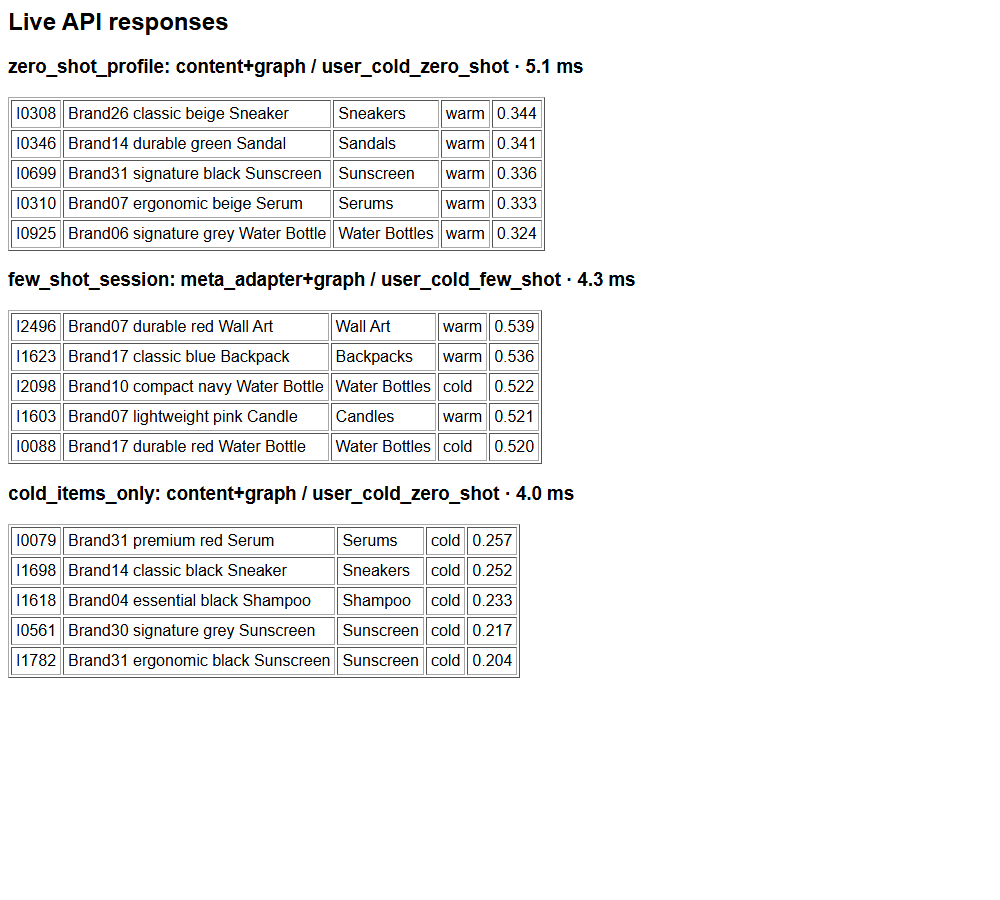 Live API responses
zero_shot_profile: content+graph / user_cold_zero_shot · 5.1 ms
I0308 Brand26 classic beige Sneaker Sneakers warm 0.344
I0346 Brand14 durable green Sandal Sandals warm 0.341
I0699 Brand31 signature black Sunscreen Sunscreen warm 0.336
I0310 Brand07 ergonomic beige Serum Serums warm 0.333
I0925 Brand06 signature grey Water Bottle Water Bottles warm 0.324
few_shot_session: meta_adapter+graph / user_cold_few_shot · 4.3 ms
I2496 Brand07 durable red Wall Art Wall Art warm 0.539
I1623 Brand17 classic blue Backpack Backpacks warm 0.536
I2098 Brand10 compact navy Water Bottle Water Bottles cold 0.522
I1603 Brand07 lightweight pink Candle Candles warm 0.521
I0088 Brand17 durable red Water Bottle Water Bottles cold 0.520
cold_items_only: content+graph / user_cold_zero_shot · 4.0 ms
I0079 Brand31 premium red Serum Serums cold 0.257
I1698 Brand14 classic black Sneaker Sneakers cold 0.252
I1618 Brand04 essential black Shampoo Shampoo cold 0.233
I0561 Brand30 signature grey Sunscreen Sunscreen cold 0.217
I1782 Brand31 ergonomic black Sunscreen Sunscreen cold 0.204